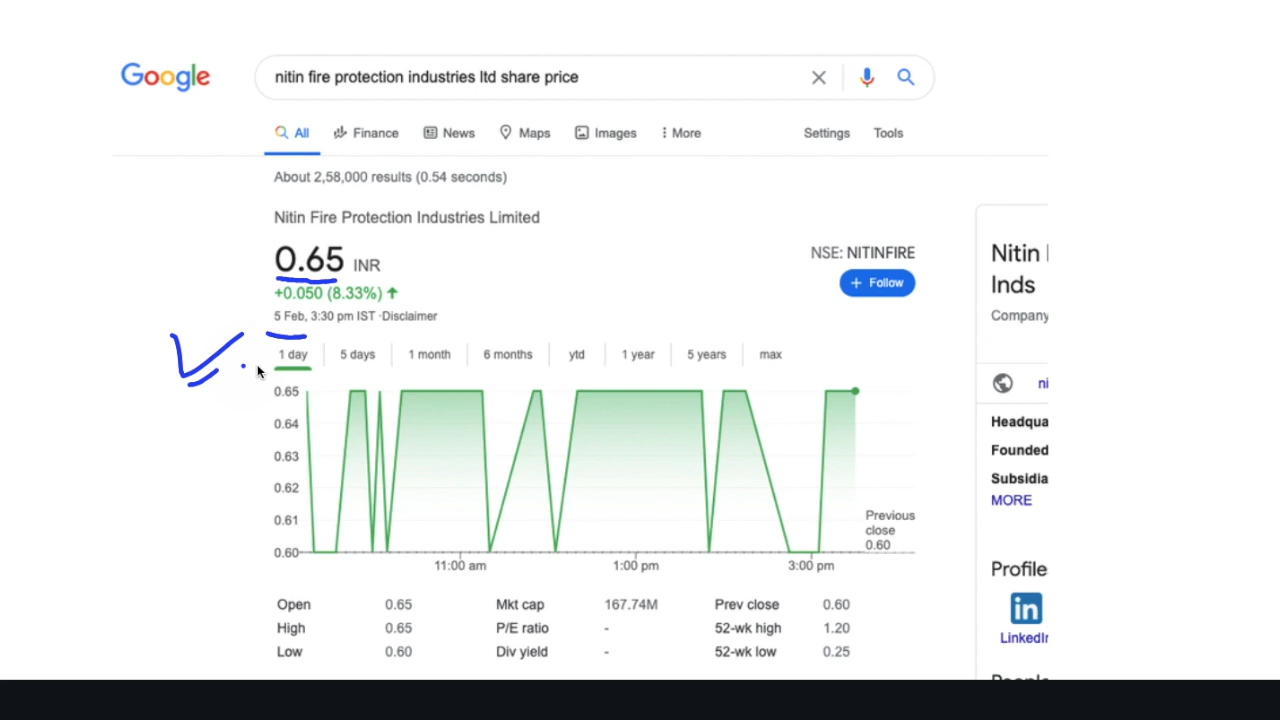 Google
nitin fire protection industries ltd share price
All Finance News Maps Images More Settings Tools
About 2,58,000 results (0.54 seconds)
Nitin Fire Protection Industries Limited
0.65 INR
NSE: NITINFIRE
+0.050 (8.33%)
Follow
5 Feb, 3:30 pm IST ·Disclaimer
1 day 5 days 1 month 6 months ytd 1 year 5 years max
0.65
0.64
0.63
0.62
0.61
0.60
Previous
close
0.60
11:00 am 1:00 pm 3:00 pm
Open 0.65 Mkt cap 167.74M Prev close 0.60
High 0.65 P/E ratio - 52-wk high 1.20
Low 0.60 Div yield - 52-wk low 0.25
Nitin
Inds
Company
ni
Headqua
Founded
Subsidia
MORE
Profile
in
LinkedIn